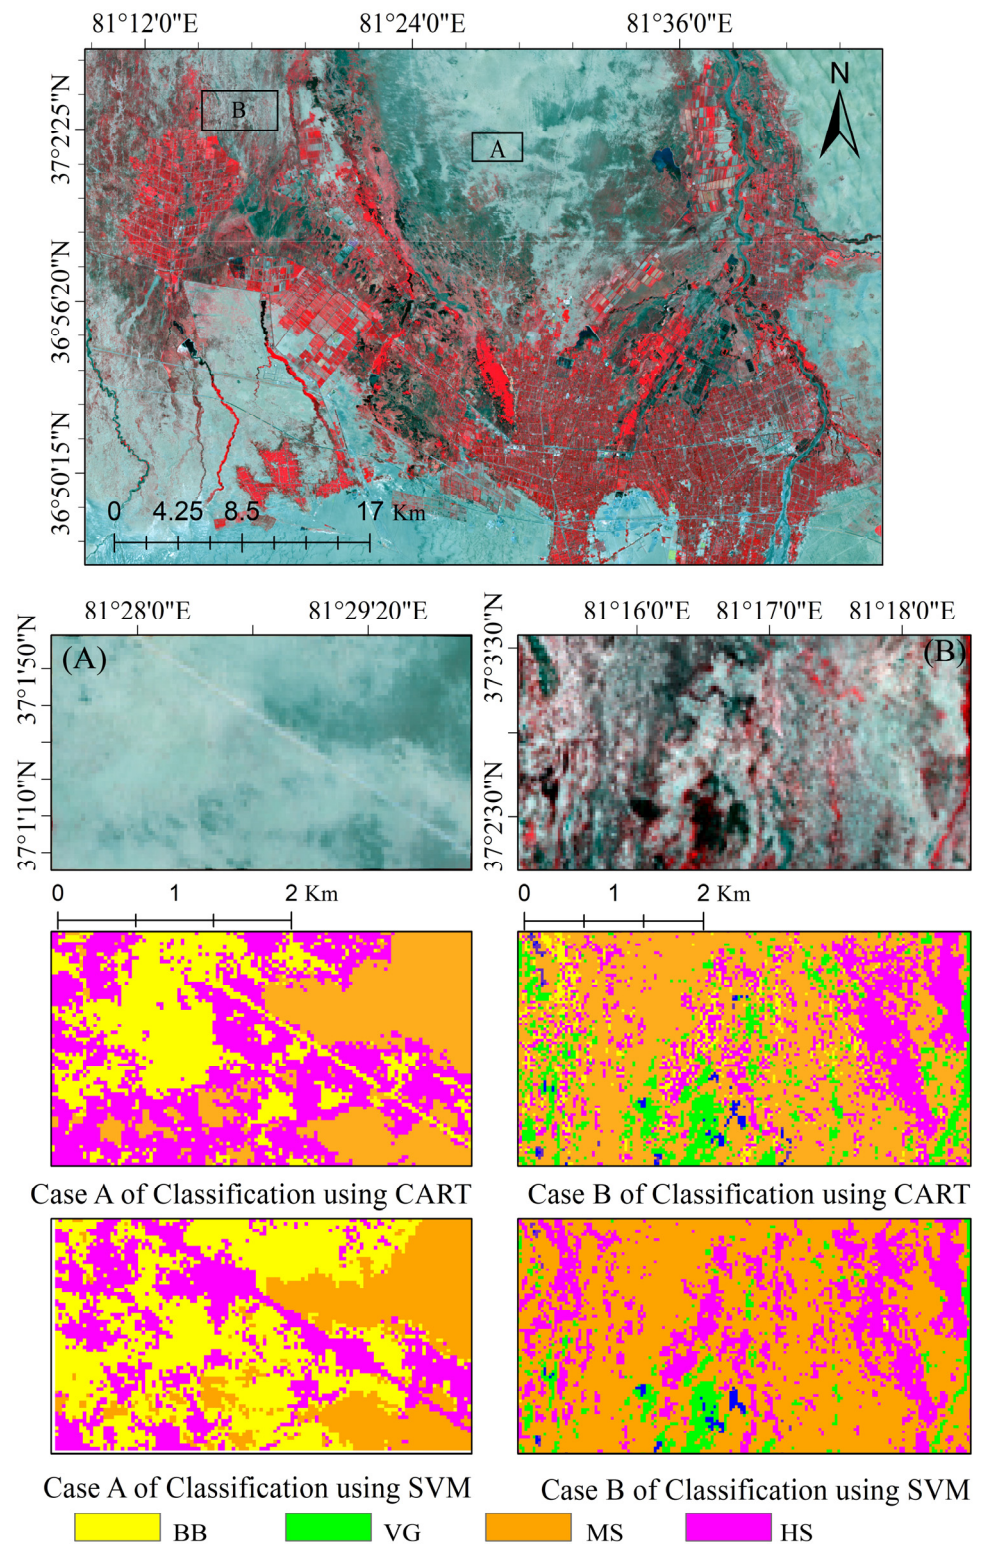 81°12'0"E 81°24'0"E 81°36'0"E
37°2'25"N
36°56'20"N
36°50'15"N
B
A
N
0 4.25 8.5 17 Km
81°28'0"E 81°29'20"E
37°1'50"N
37°1'10"N
(A)
81°16'0"E 81°17'0"E 81°18'0"E
37°3'30"N
37°2'30"N
(B)
0 1 2 Km
0 1 2 Km
Case A of Classification using CART
Case B of Classification using CART
Case A of Classification using SVM
Case B of Classification using SVM
BB VG MS HS